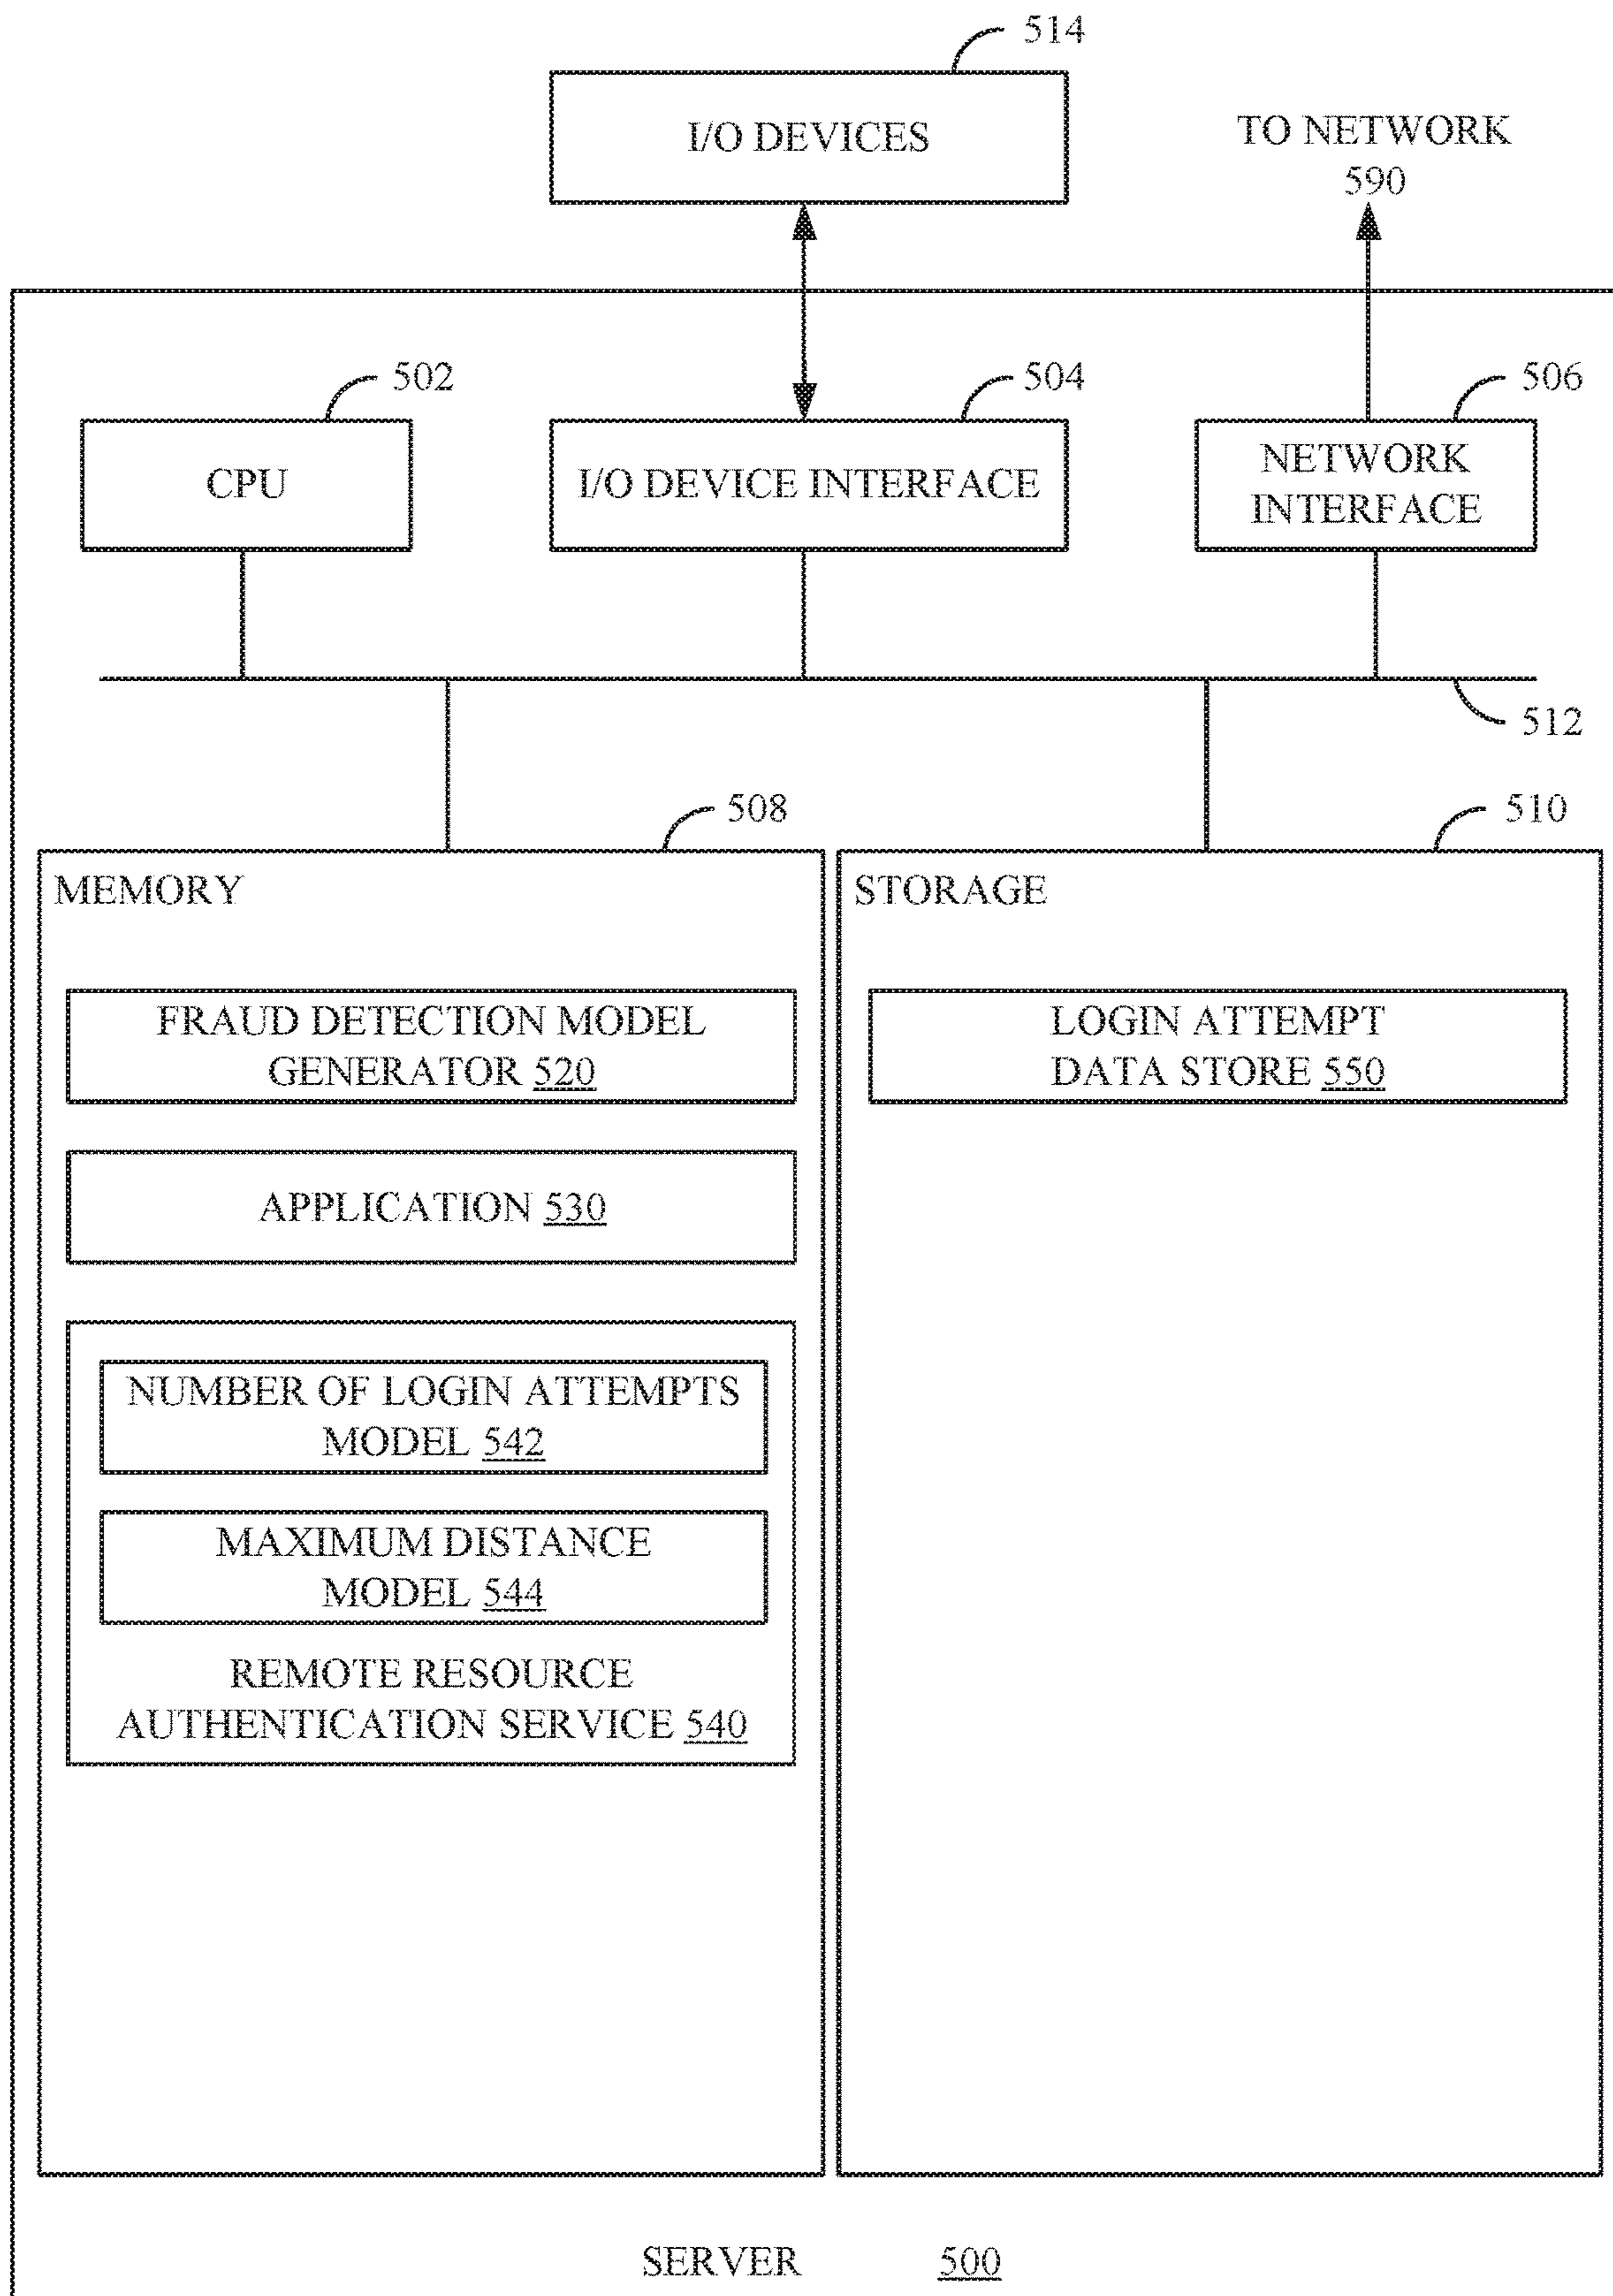 514
I/O DEVICES
TO NETWORK
590
502
504
506
CPU
I/O DEVICE INTERFACE
NETWORK
INTERFACE
512
508
510
MEMORY
STORAGE
FRAUD DETECTION MODEL
GENERATOR 520
LOGIN ATTEMPT
DATA STORE 550
APPLICATION 530
NUMBER OF LOGIN ATTEMPTS
MODEL 542
MAXIMUM DISTANCE
MODEL 544
REMOTE RESOURCE
AUTHENTICATION SERVICE 540
SERVER 500